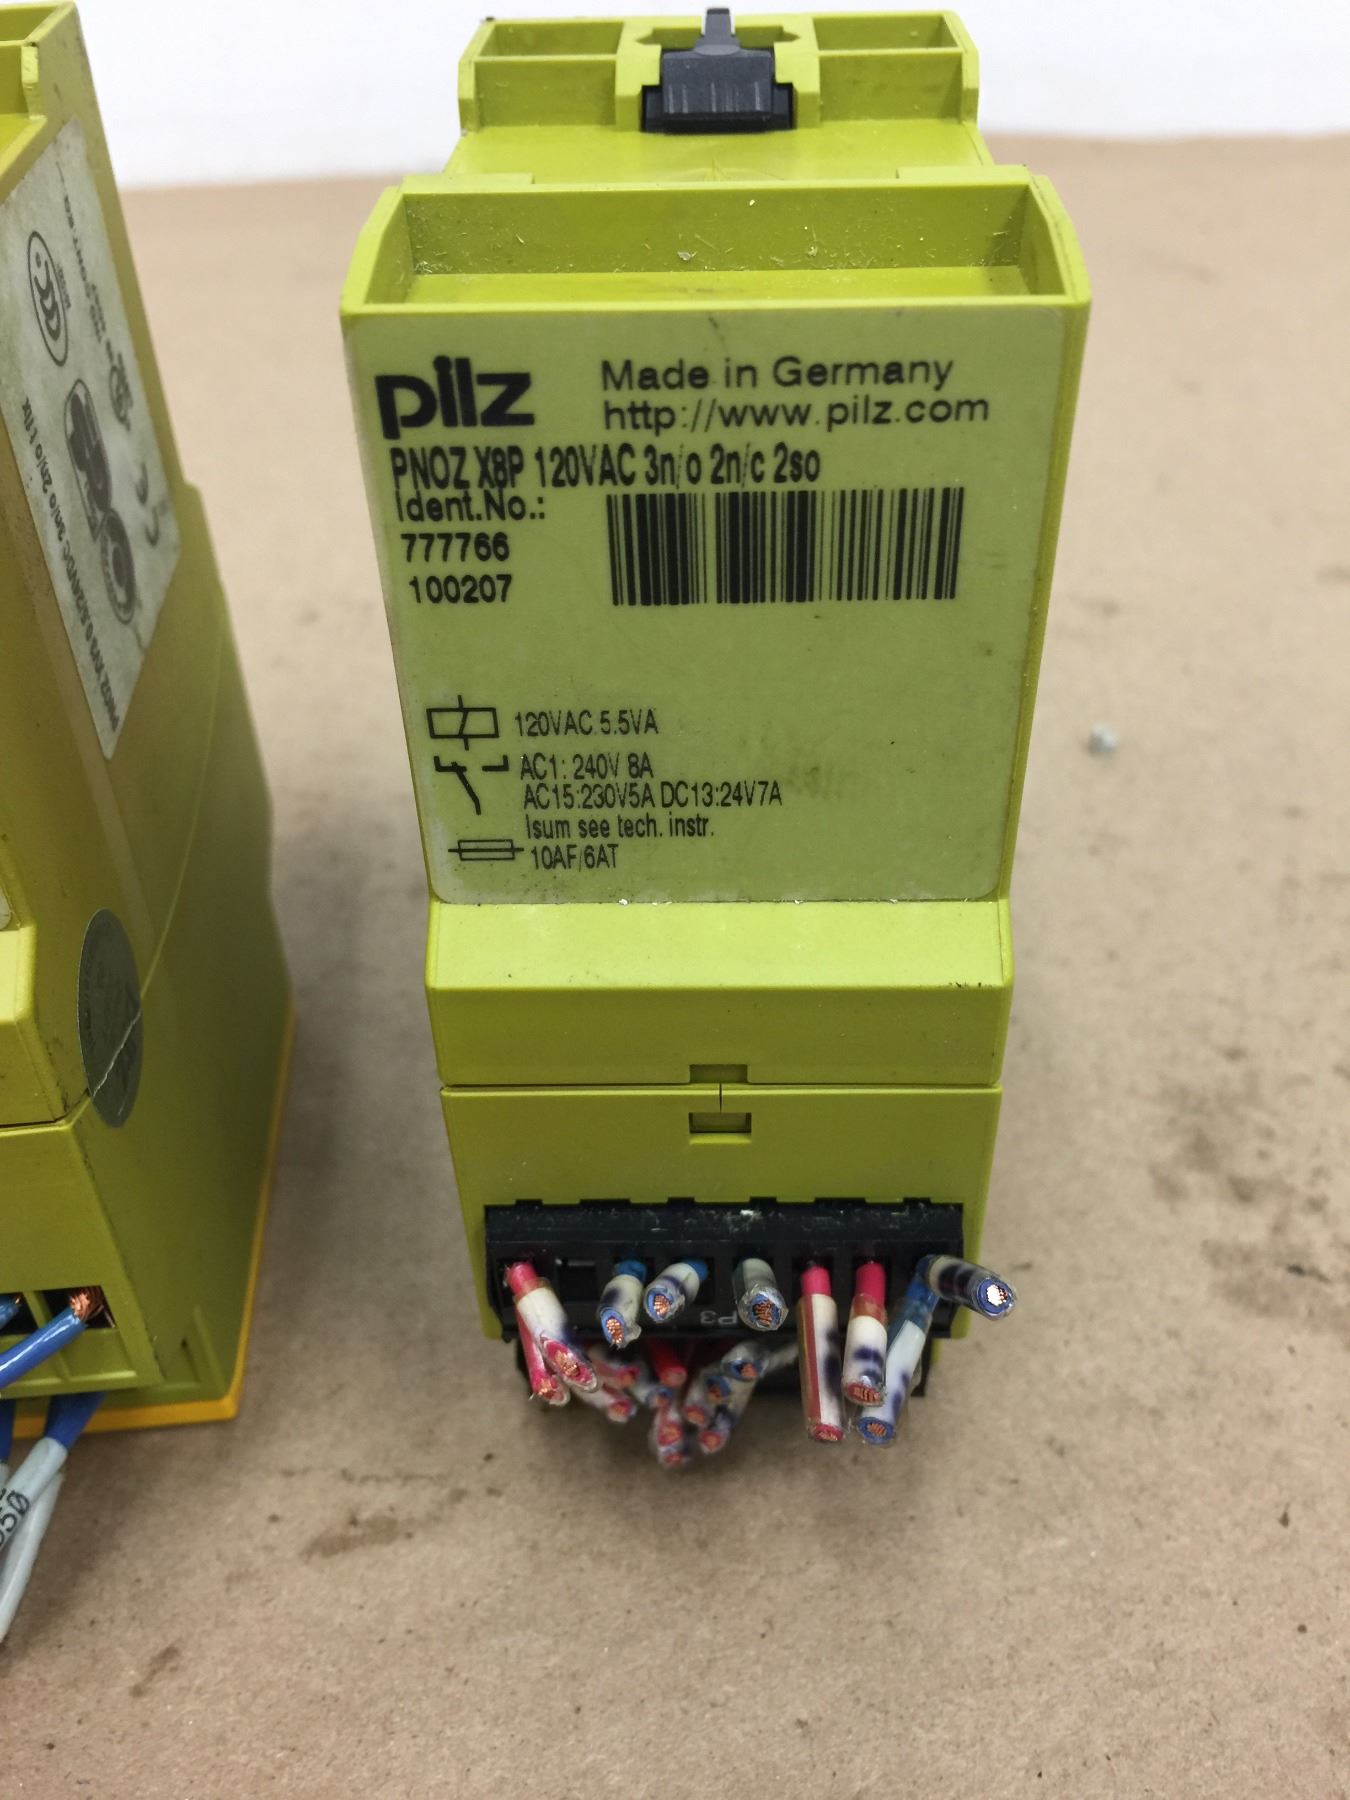 pilz
Made in Germany
http://www.pilz.com
PNOZ X8P 120VAC 3n/o 2n/c 2so
Ident.No.:
777766
100207
120VAC 5.5VA
AC1: 240V 8A
AC15:230V5A DC13:24V7A
Isum see tech. instr.
10AF/6AT
P3
35